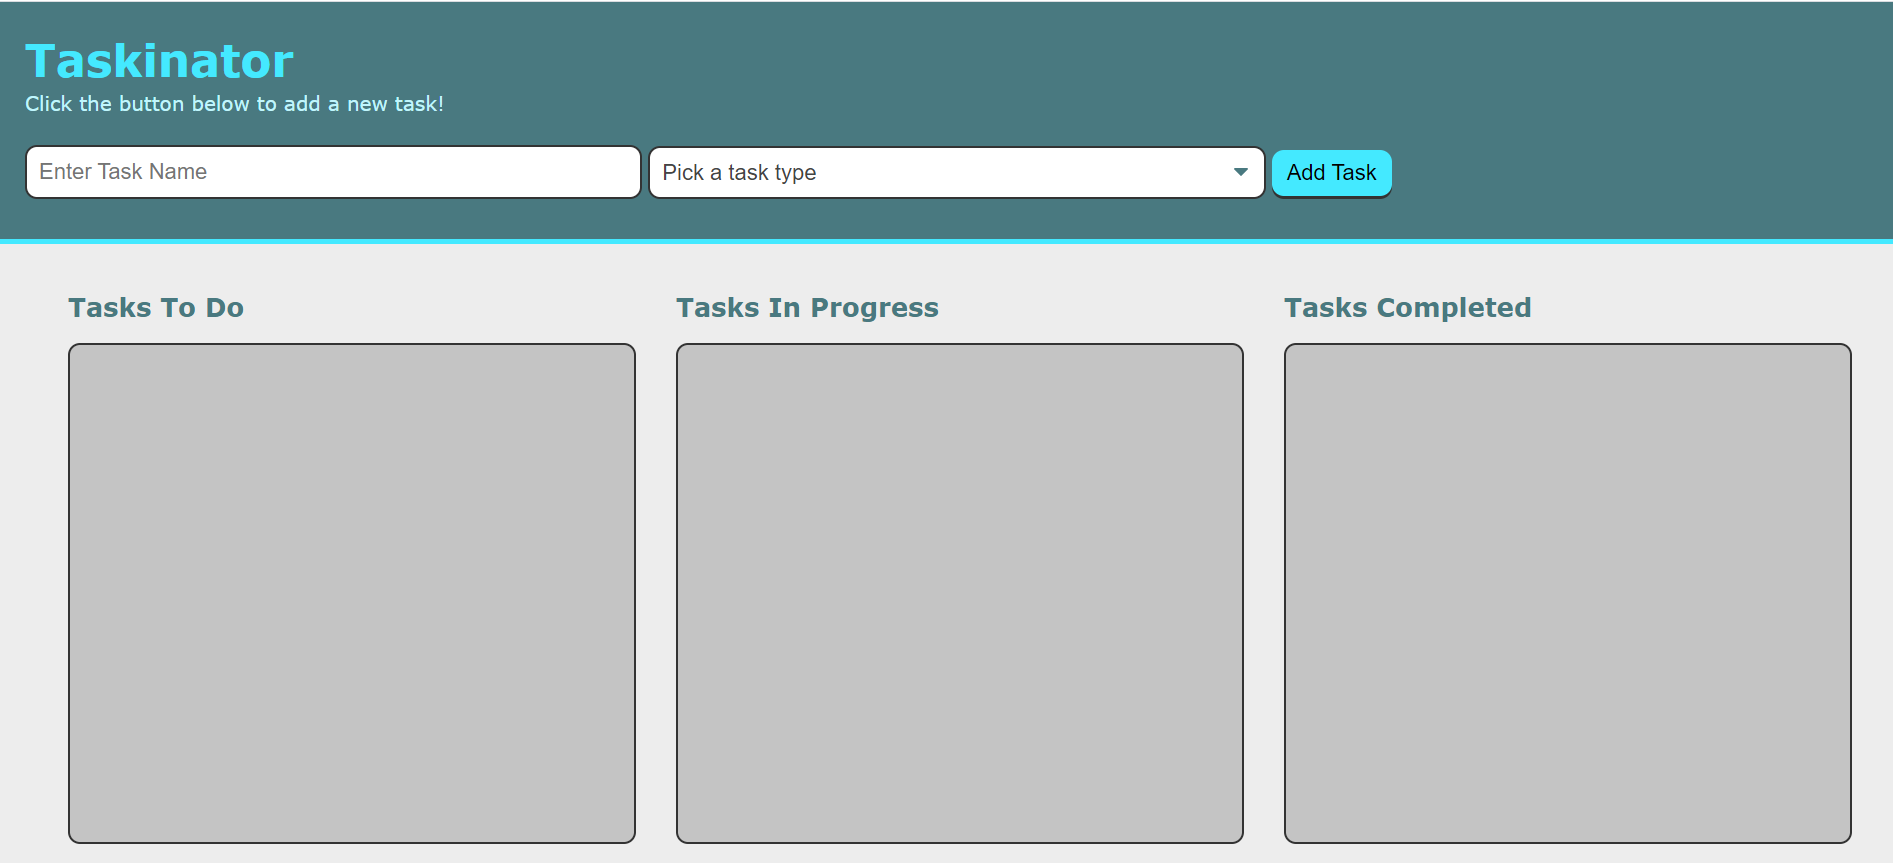 Taskinator
Click the button below to add a new task!
Enter Task Name
Pick a task type
Add Task
Tasks To Do
Tasks In Progress
Tasks Completed